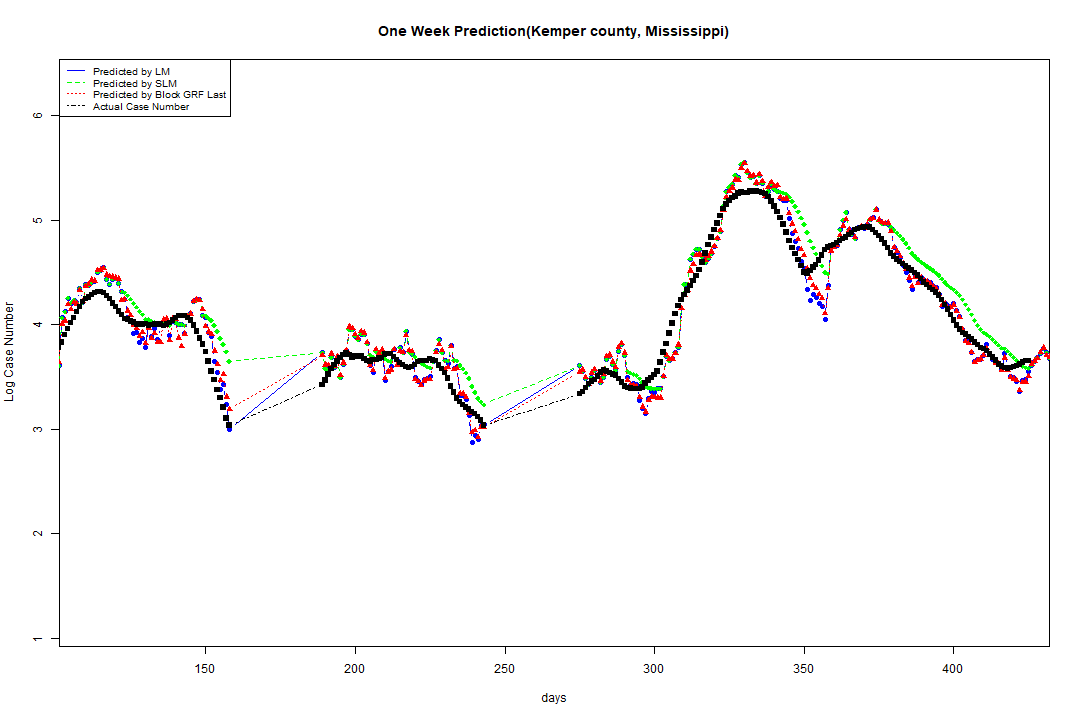 One Week Prediction(Kemper county, Mississippi)
Predicted by LM
Predicted by SLM
Predicted by Block GRF Last
Actual Case Number
6
5
4
3
2
1
Log Case Number
150 200 250 300 350 400
days